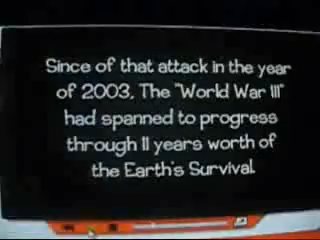 Since of that attack in the year
of 2003, The "World War III"
had spanned to progress
through 11 years worth of
the Earth's Survival.